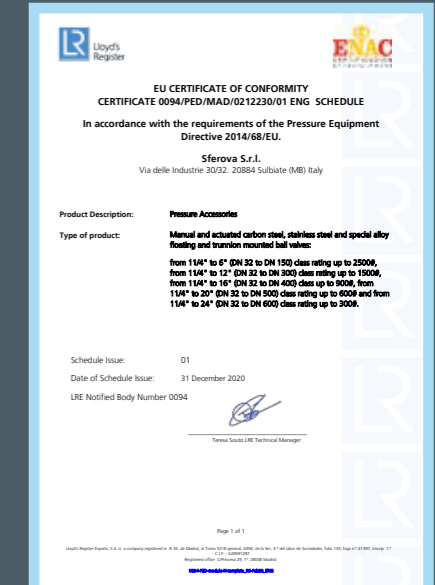 LR
Lloyd's
Register
ENAC
EU CERTIFICATE OF CONFORMITY
CERTIFICATE 0094/PED/MAD/0212230/01 ENG SCHEDULE
In accordance with the requirements of the Pressure Equipment
Directive 2014/68/EU.
Sferova S.r.l.
Via delle Industrie 30/32. 20884 Sulbiate (MB) Italy
Product Description: Pressure Accessories
Type of product: Manual and actuated carbon steel, stainless steel and special alloy
floating and trunnion mounted ball valves:
from 11/4" to 6" (DN 32 to DN 150) class rating up to 2500#,
from 11/4" to 12" (DN 32 to DN 300) class rating up to 1500#,
from 11/4" to 16" (DN 32 to DN 400) class up to 900#, from
11/4" to 20" (DN 32 to DN 500) class up to 600# and from
11/4" to 24" (DN 32 to DN 600) class up to 300#.
Schedule Issue: 01
Date of Schedule Issue: 31 December 2020
LRE Notified Body Number 0094
Teresa Souto LRE Technical Manager
Page 1 of 1